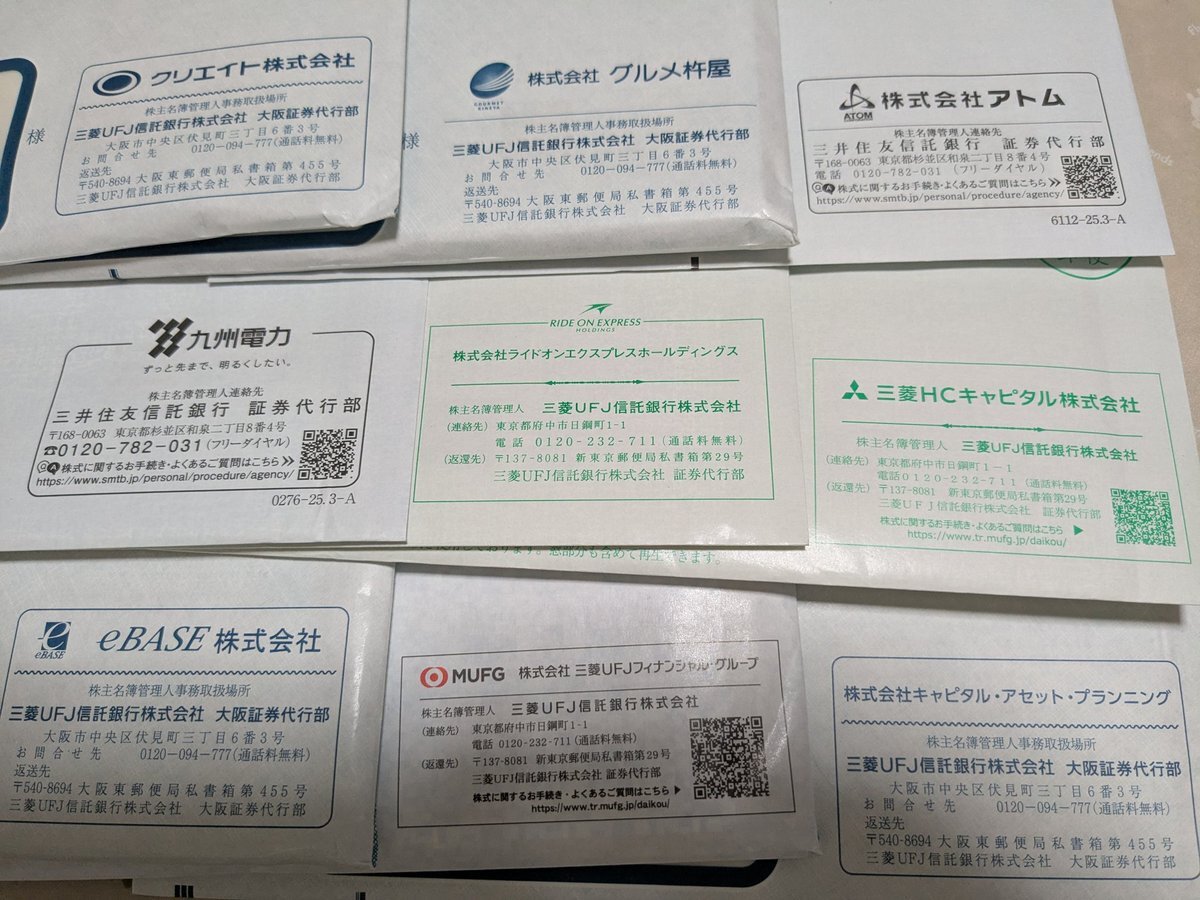 様
クリエイト株式会社
株主名簿管理人事務取扱場所
三菱UFJ信託銀行株式会社 大阪証券代行部
大阪市中央区伏見町三丁目6番3号
お問合せ先 0120-094-777(通話料無料)
返送先
〒540-8694 大阪東郵便局私書箱第455号
三菱UFJ信託銀行株式会社 大阪証券代行部
様
GOURMET KINEYA
株式会社 グルメ杵屋
株主名簿管理人事務取扱場所
三菱UFJ信託銀行株式会社 大阪証券代行部
大阪市中央区伏見町三丁目6番3号
お問合せ先 0120-094-777(通話料無料)
返送先
〒540-8694 大阪東郵便局私書箱第455号
三菱UFJ信託銀行株式会社 大阪証券代行部
ATOM
株式会社アトム
株主名簿管理人連絡先
三井住友信託銀行 証券代行部
〒168-0063 東京都杉並区和泉二丁目8番4号
電話 0120-782-031 (フリーダイヤル)
株式に関するお手続き・よくあるご質問はこちら
https://www.smtb.jp/personal/procedure/agency/
6112-25.3-A
九州電力
ずっと先まで、明るくしたい。
株主名簿管理人連絡先
三井住友信託銀行 証券代行部
〒168-0063 東京都杉並区和泉二丁目8番4号
☎0120-782-031(フリーダイヤル)
株式に関するお手続き・よくあるご質問はこちら
https://www.smtb.jp/personal/procedure/agency/
0276-25.3-A
RIDE ON EXPRESS
HOLDINGS
株式会社ライドオンエクスプレスホールディングス
株主名簿管理人 三菱UFJ信託銀行株式会社
(連絡先) 東京都府中市日鋼町1-1
電話 0120-232-711(通話料無料)
(返還先) 〒137-8081 新東京郵便局私書箱第29号
三菱UFJ信託銀行株式会社 証券代行部
三菱HCキャピタル株式会社
株主名簿管理人 三菱UFJ信託銀行株式会社
(連絡先) 東京都府中市日鋼町1-1
電話0120-232-711(通話料無料)
(返還先) 〒137-8081 新東京郵便局私書箱第29号
三菱UFJ信託銀行株式会社 証券代行部
株式に関するお手続き・よくあるご質問はこちら
https://www.tr.mufg.jp/daikou/
しております。窓部分も含めて再生できます。
eBASE
eBASE 株式会社
株主名簿管理人事務取扱場所
三菱UFJ信託銀行株式会社 大阪証券代行部
大阪市中央区伏見町三丁目6番3号
お問合せ先 0120-094-777(通話料無料)
返送先
〒540-8694 大阪東郵便局私書箱第455号
三菱UFJ信託銀行株式会社 大阪証券代行部
MUFG 株式会社 三菱UFJフィナンシャル・グループ
株主名簿管理人 三菱UFJ信託銀行株式会社
(連絡先) 東京都府中市日鋼町1-1
電話 0120-232-711(通話料無料)
(返還先) 〒137-8081 新東京郵便局私書箱第29号
三菱UFJ信託銀行株式会社 証券代行部
株式に関するお手続き・よくあるご質問はこちら
https://www.tr.mufg.jp/daikou/
株式会社キャピタル・アセット・プランニング
株主名簿管理人事務取扱場所
三菱UFJ信託銀行株式会社 大阪証券代行部
大阪市中央区伏見町三丁目6番3号
お問合せ先 0120-094-777(通話料無料)
返送先
〒540-8694 大阪東郵便局私書箱第455号
三菱UFJ信託銀行株式会社 大阪証券代行部